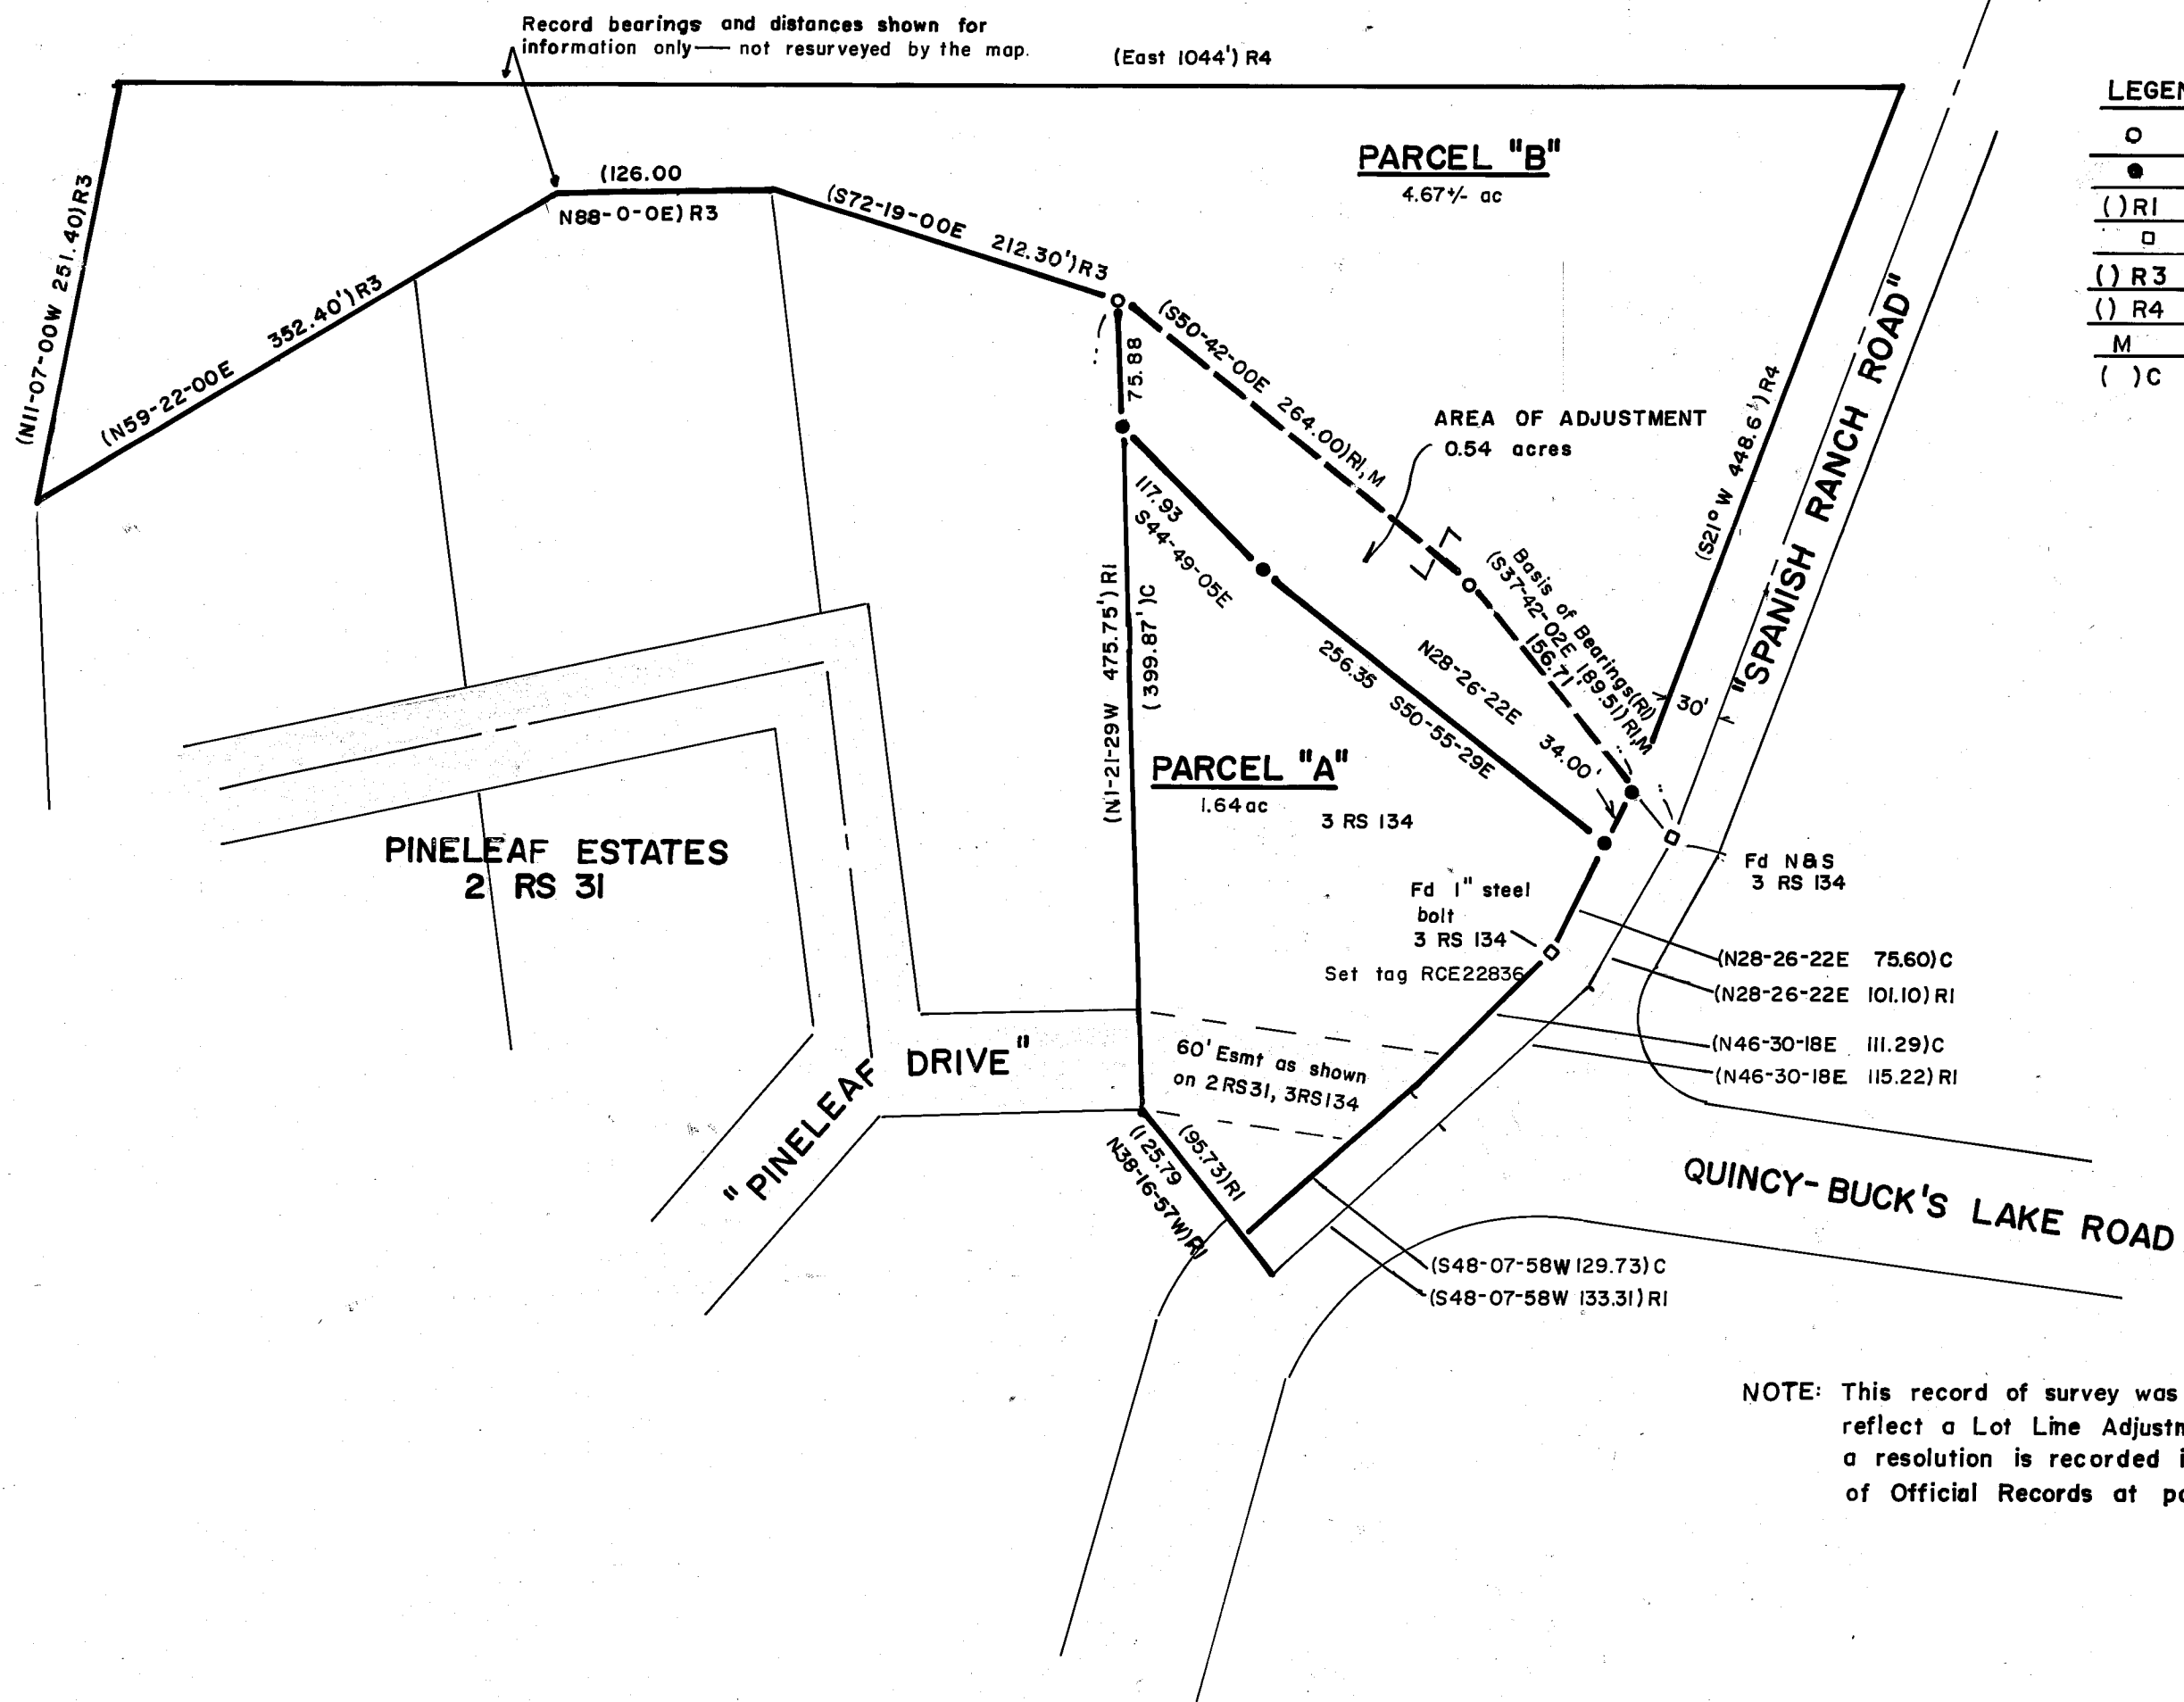 Record bearings and distances shown for
information only — not resurveyed by the map.
(East 1044') R4
LEGEN
()R1
() R3
() R4
M
( )C
PARCEL "B"
4.67+/- ac
(N11-07-00W 251.40)R3
(N59-22-00E 352.40')R3
(126.00
N88-0-0E) R3
(S72-19-00E 212.30')R3
75.88
(S50-42-00E 264.00)R1,M
AREA OF ADJUSTMENT
0.54 acres
(S21° W 448.6')R4
"SPANISH RANCH ROAD"
117.93
S44-49-05E
Basis of Bearings(R1)
(S37-42-02E 189.51)R1,M
156.71'
30'
N28-26-22E 34.00'
256.35 S50-55-29E
(N1-21-29W 475.75') R1
(399.87')C
PARCEL "A"
1.64ac
3 RS 134
PINELEAF ESTATES
2 RS 31
Fd N&S
3 RS 134
Fd 1" steel
bolt
3 RS 134
Set tag RCE22836
(N28-26-22E 75.60)C
(N28-26-22E 101.10) R1
(N46-30-18E 111.29)C
(N46-30-18E 115.22) R1
60' Esmt as shown
on 2RS31, 3RS134
"PINELEAF DRIVE"
(95.73)R1
(125.79
N38-16-57W)R1
QUINCY-BUCK'S LAKE ROAD
(S48-07-58W 129.73) C
(S48-07-58W 133.31) R1
NOTE: This record of survey was
reflect a Lot Line Adjustm
a resolution is recorded i
of Official Records at pa